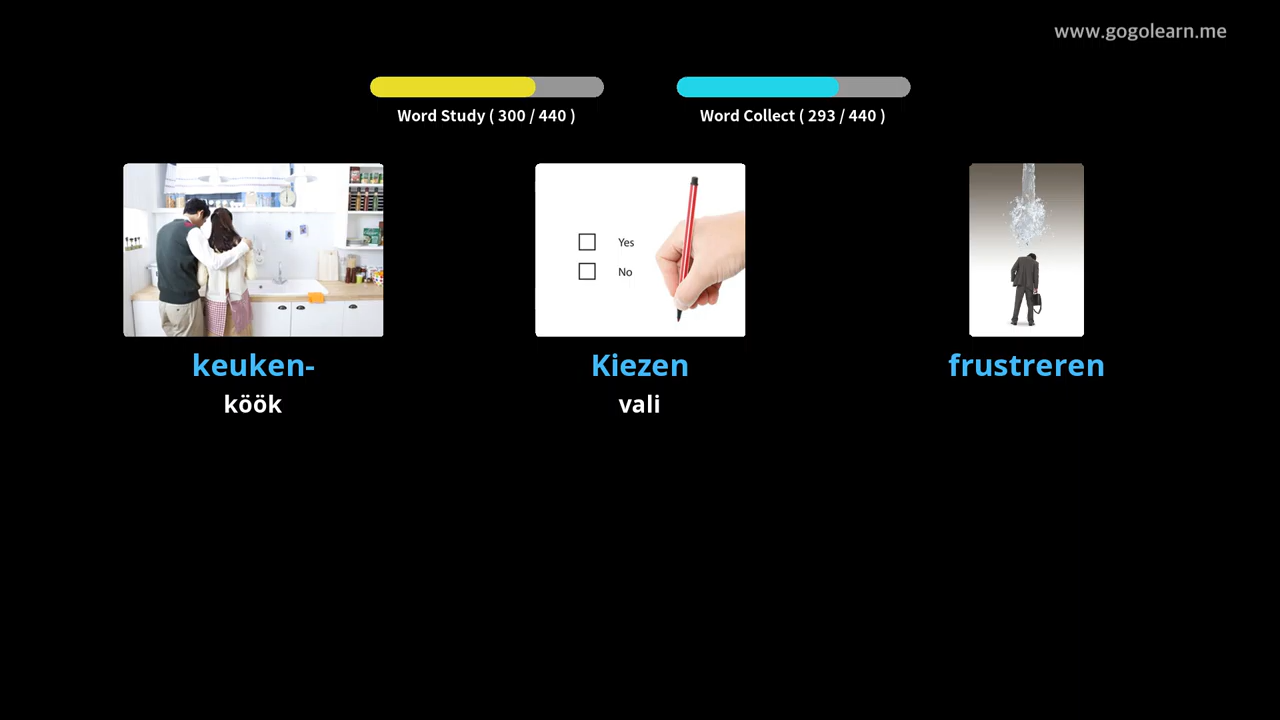 www.gogolearn.me
Word Study ( 300 / 440 )
Word Collect ( 293 / 440 )
Yes
No
keuken-
Kiezen
frustreren
köök
vali